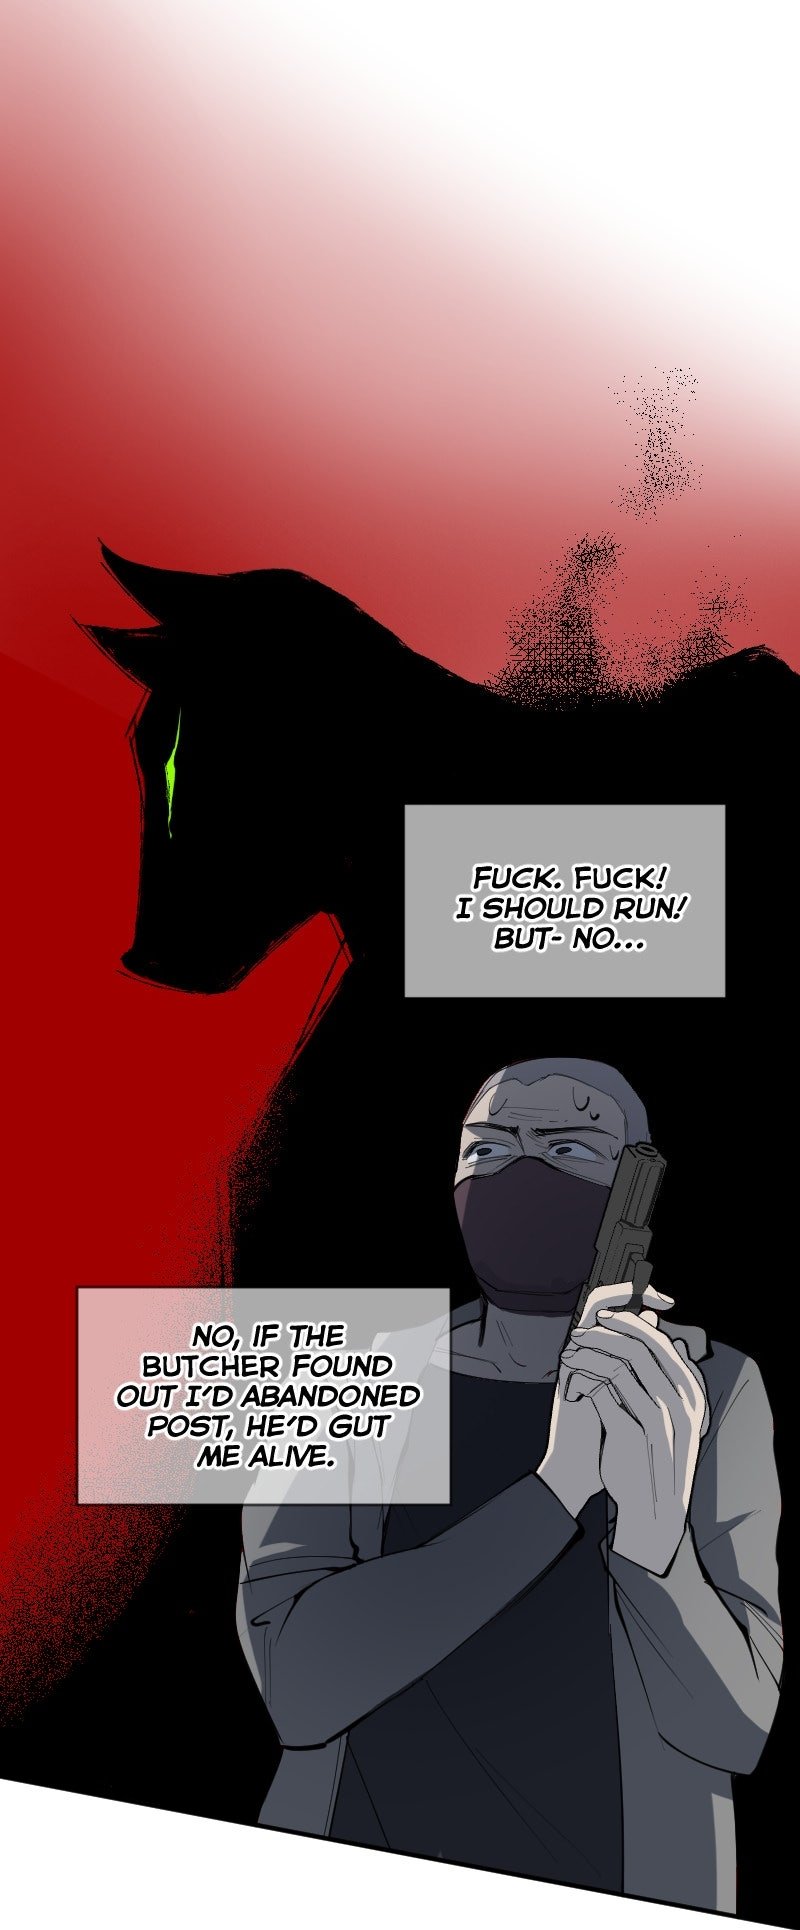 FUCK. FUCK!
I SHOULD RUN!
BUT- NO...
NO, IF THE
BUTCHER FOUND
OUT I'D ABANDONED
POST, HE'D GUT
ME ALIVE.